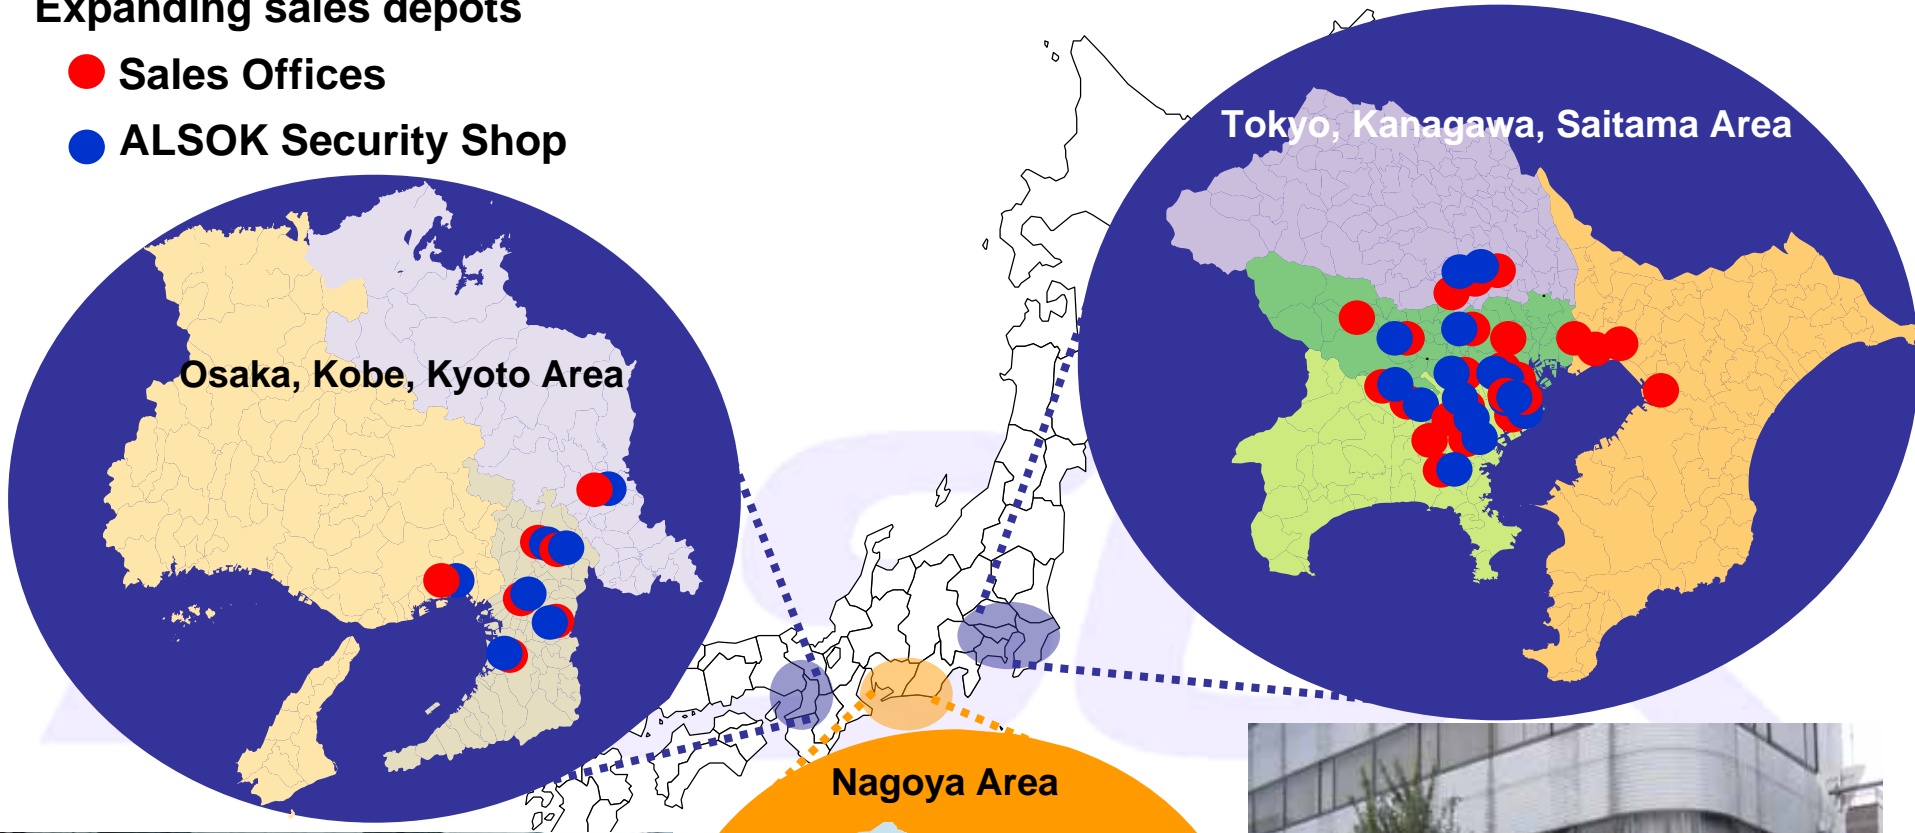 Expanding sales depots
Sales Offices
ALSOK Security Shop
Tokyo, Kanagawa, Saitama Area
Osaka, Kobe, Kyoto Area
Nagoya Area